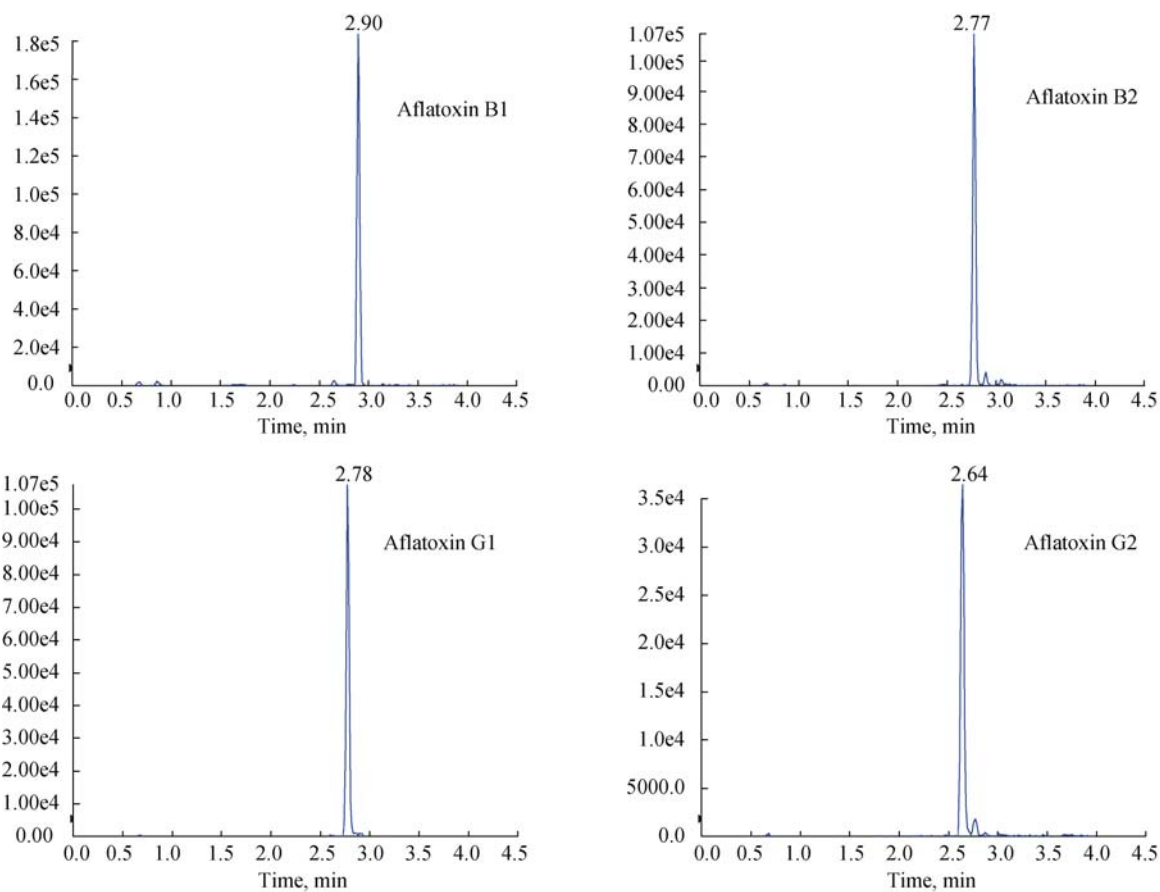 2.90
1.8e5
1.6e5
1.4e5
1.2e5
1.0e5
8.0e4
6.0e4
4.0e4
2.0e4
0.0
Aflatoxin B1
0.0 0.5 1.0 1.5 2.0 2.5 3.0 3.5 4.0 4.5
Time, min
2.77
1.07e5
1.00e5
9.00e4
8.00e4
7.00e4
6.00e4
5.00e4
4.00e4
3.00e4
2.00e4
1.00e4
0.00
Aflatoxin B2
0.0 0.5 1.0 1.5 2.0 2.5 3.0 3.5 4.0 4.5
Time, min
2.78
1.07e5
1.00e5
9.00e4
8.00e4
7.00e4
6.00e4
5.00e4
4.00e4
3.00e4
2.00e4
1.00e4
0.00
Aflatoxin G1
0.0 0.5 1.0 1.5 2.0 2.5 3.0 3.5 4.0 4.5
Time, min
2.64
3.5e4
3.0e4
2.5e4
2.0e4
1.5e4
1.0e4
5000.0
0.0
Aflatoxin G2
0.0 0.5 1.0 1.5 2.0 2.5 3.0 3.5 4.0 4.5
Time, min